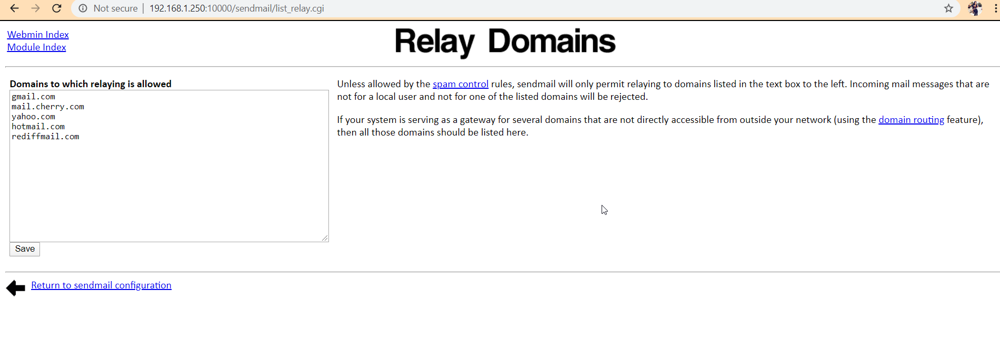 Not secure | 192.168.1.250:10000/sendmail/list_relay.cgi
Webmin Index
Module Index
Relay Domains
Domains to which relaying is allowed
gmail.com
mail.cherry.com
yahoo.com
hotmail.com
rediffmail.com
Save
Unless allowed by the spam control rules, sendmail will only permit relaying to domains listed in the text box to the left. Incoming mail messages that are
not for a local user and not for one of the listed domains will be rejected.
If your system is serving as a gateway for several domains that are not directly accessible from outside your network (using the domain routing feature),
then all those domains should be listed here.
Return to sendmail configuration